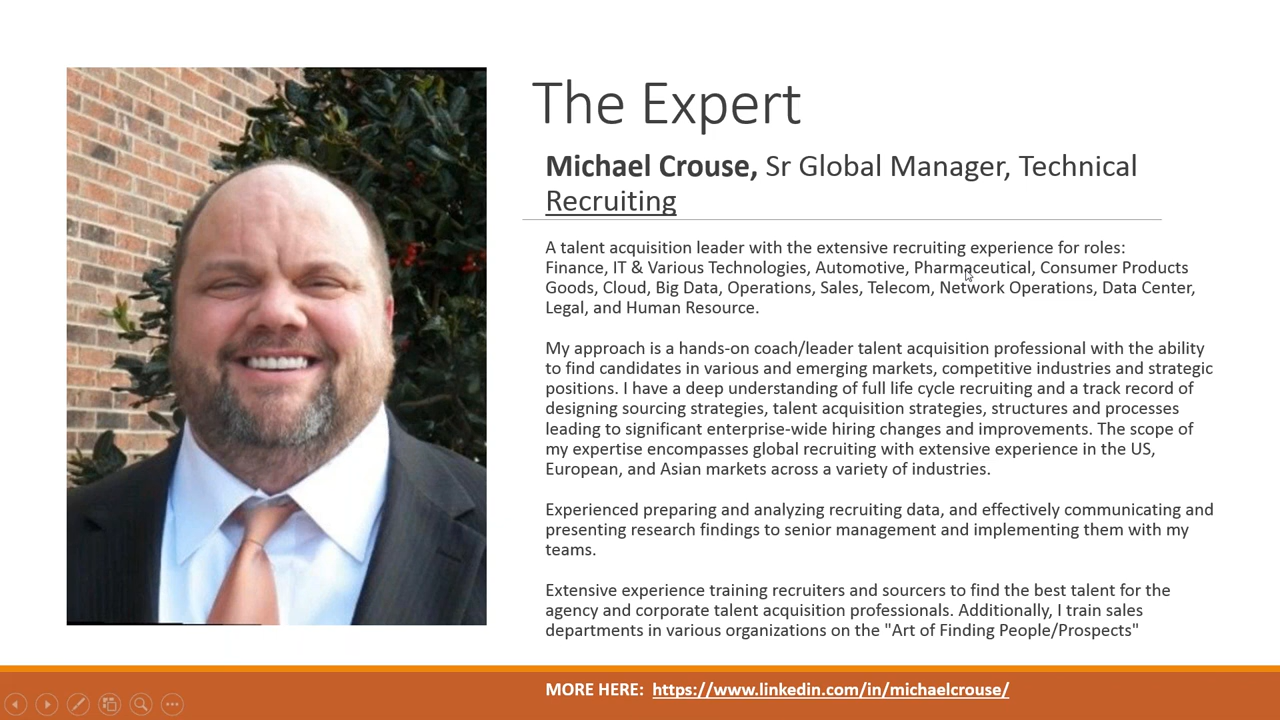 The Expert
Michael Crouse, Sr Global Manager, Technical
Recruiting
A talent acquisition leader with the extensive recruiting experience for roles:
Finance, IT & Various Technologies, Automotive, Pharmaceutical, Consumer Products
Goods, Cloud, Big Data, Operations, Sales, Telecom, Network Operations, Data Center,
Legal, and Human Resource.
My approach is a hands-on coach/leader talent acquisition professional with the ability
to find candidates in various and emerging markets, competitive industries and strategic
positions. I have a deep understanding of full life cycle recruiting and a track record of
designing sourcing strategies, talent acquisition strategies, structures and processes
leading to significant enterprise-wide hiring changes and improvements. The scope of
my expertise encompasses global recruiting with extensive experience in the US,
European, and Asian markets across a variety of industries.
Experienced preparing and analyzing recruiting data, and effectively communicating and
presenting research findings to senior management and implementing them with my
teams.
Extensive experience training recruiters and sourcers to find the best talent for the
agency and corporate talent acquisition professionals. Additionally, I train sales
departments in various organizations on the "Art of Finding People/Prospects"
MORE HERE: https://www.linkedin.com/in/michaelcrouse/